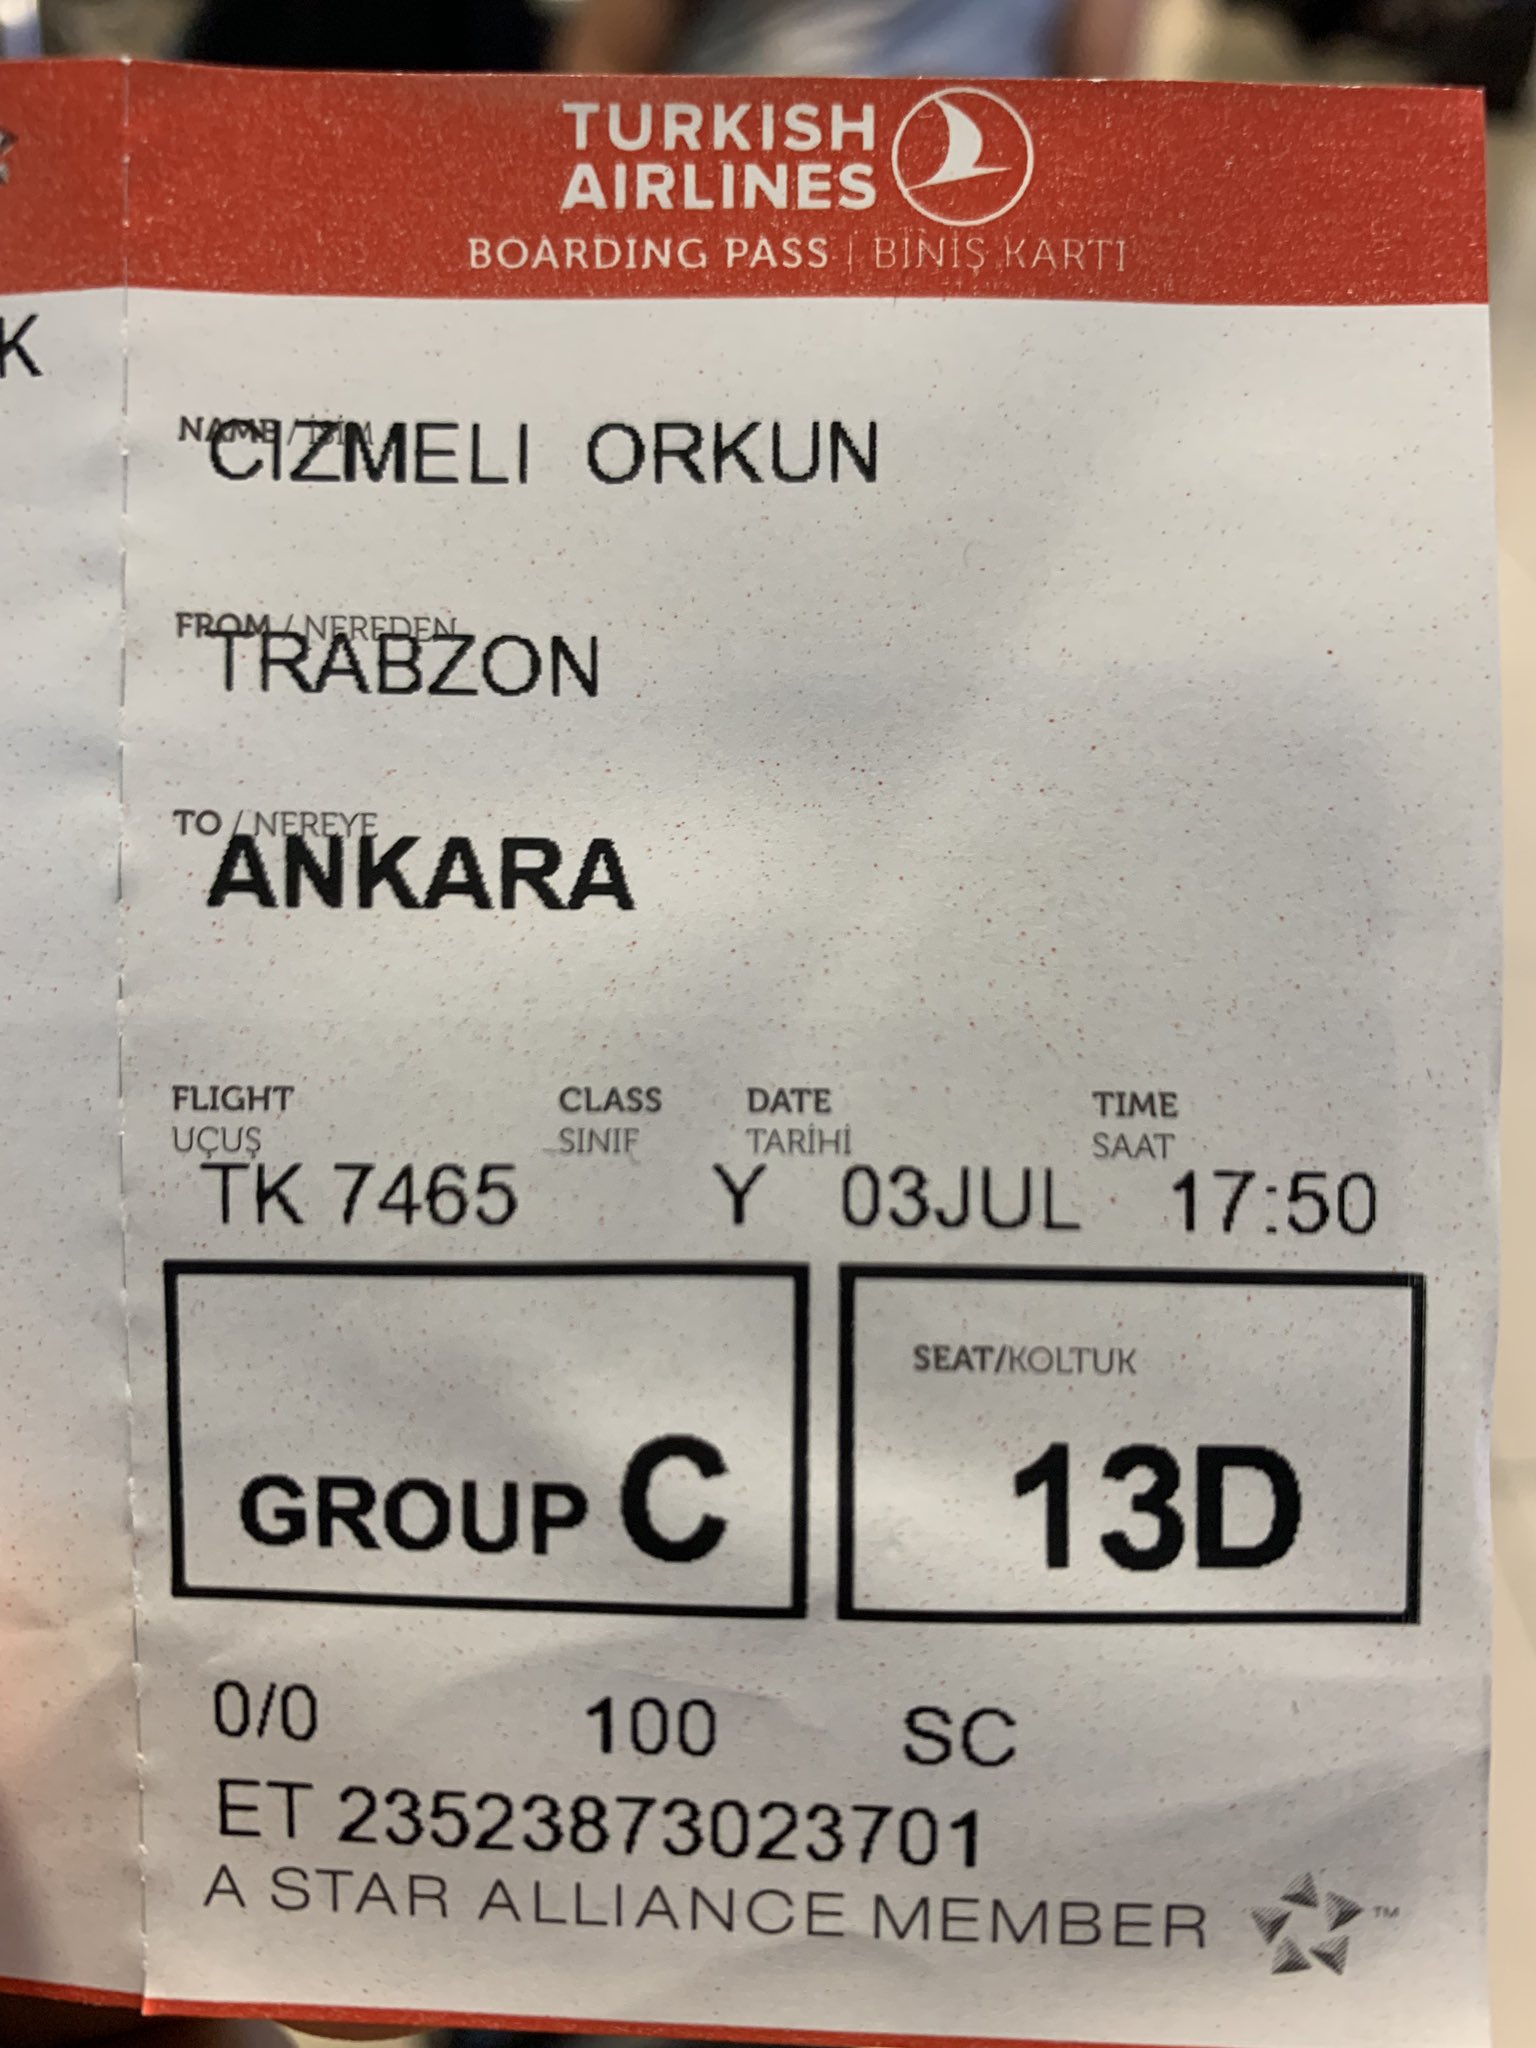 TURKISH
AIRLINES
BOARDING PASS | BİNİŞ KARTI
K
NAME / İSİM
CIZMELI ORKUN
FROM / NEREDEN
TRABZON
TO / NEREYE
ANKARA
FLIGHT CLASS DATE TIME
UÇUŞ SINIF TARİHİ SAAT
TK 7465 Y 03JUL 17:50
SEAT/KOLTUK
GROUP C 13D
0/0 100 SC
ET 23523873023701
A STAR ALLIANCE MEMBER ™